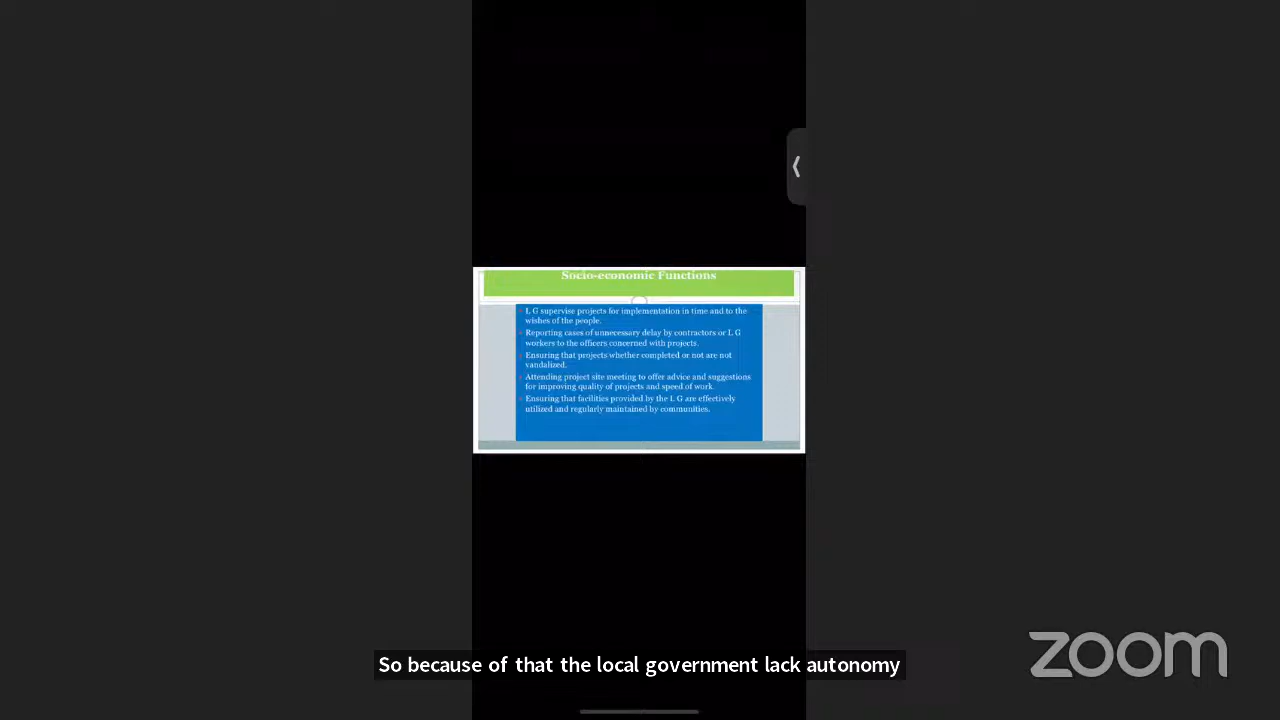 Socio-economic Functions
L G supervise projects for implementation in time and to the
wishes of the people.
Reporting cases of unnecessary delay by contractors or L G
workers to the officers concerned with projects.
Ensuring that projects whether completed or not are not
vandalized.
Attending project site meeting to offer advice and suggestions
for improving quality of projects and speed of work.
Ensuring that facilities provided by the L G are effectively
utilized and regularly maintained by communities.
So because of that the local government lack autonomy
zoom